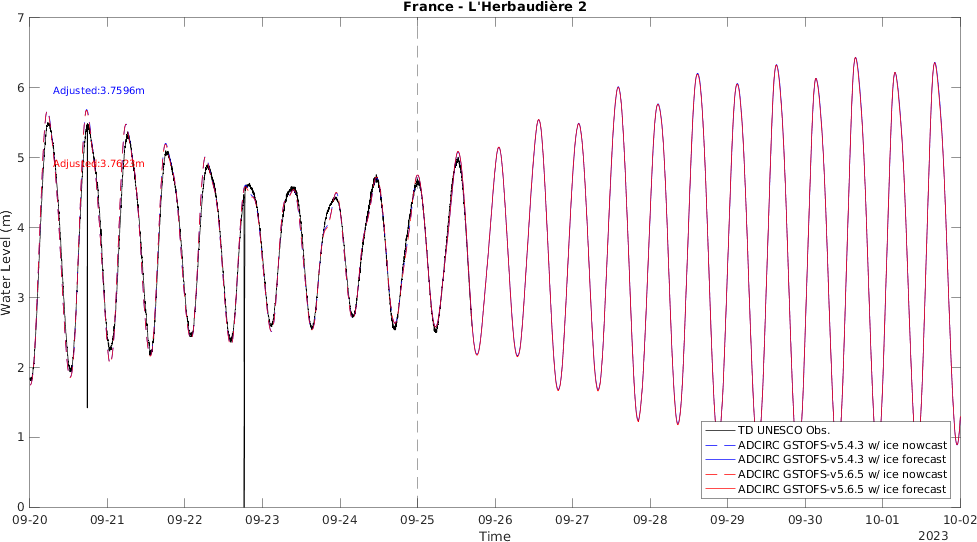 France - L'Herbaudière 2
7
6
5
4
3
2
1
0
Water Level (m)
Adjusted:3.7596m
Adjusted:3.7623m
TD UNESCO Obs.
ADCIRC GSTOFS-v5.4.3 w/ ice nowcast
ADCIRC GSTOFS-v5.4.3 w/ ice forecast
ADCIRC GSTOFS-v5.6.5 w/ ice nowcast
ADCIRC GSTOFS-v5.6.5 w/ ice forecast
09-20 09-21 09-22 09-23 09-24 09-25 09-26 09-27 09-28 09-29 09-30 10-01 10-02
Time
2023